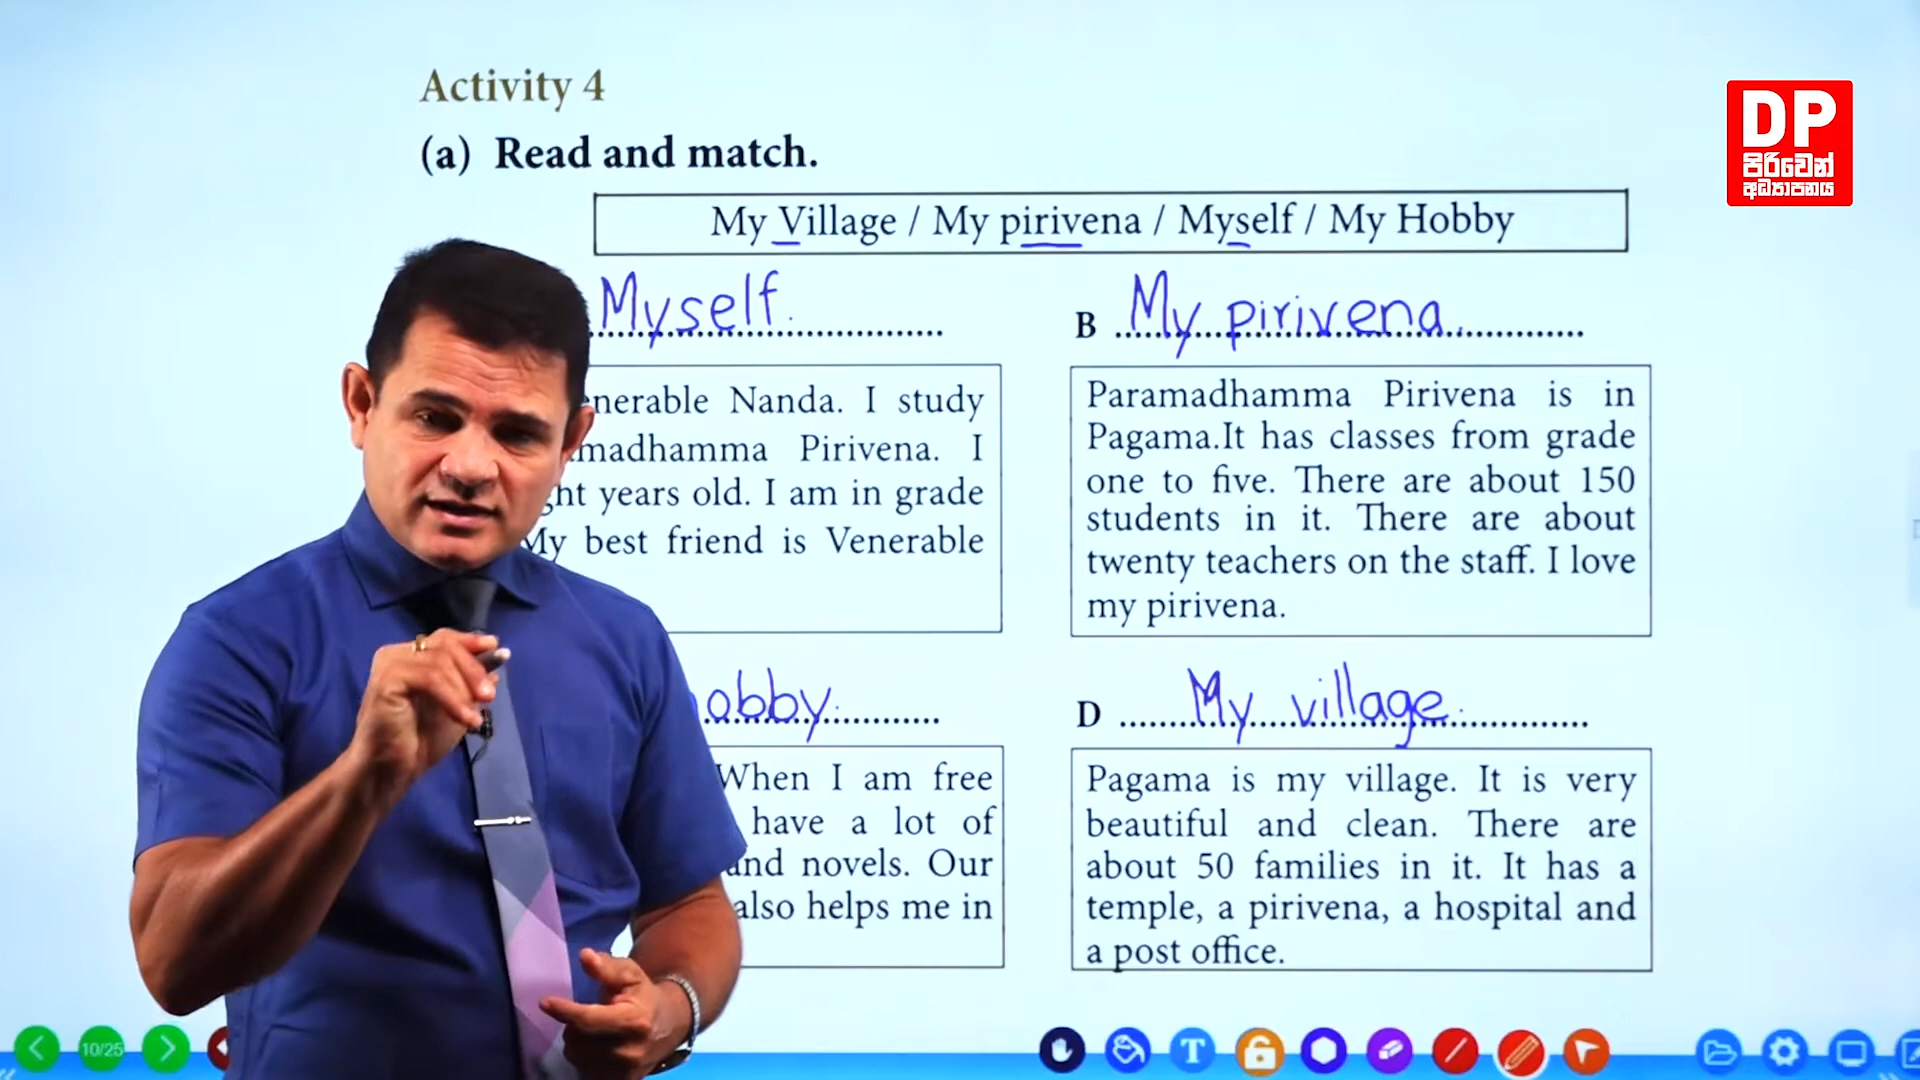 Activity 4
DP
පිරිවෙන්
අධ්‍යාපනය
(a) Read and match.
My Village / My pirivena / Myself / My Hobby
Myself.
B My pirivena.
Nanda. I study
Pirivena. I
years old. I am in grade
My best friend is Venerable
Paramadhamma Pirivena is in
Pagama.It has classes from grade
one to five. There are about 150
students in it. There are about
twenty teachers on the staff. I love
my pirivena.
D My village.
When I am free
have a lot of
and novels. Our
also helps me in
Pagama is my village. It is very
beautiful and clean. There are
about 50 families in it. It has a
temple, a pirivena, a hospital and
a post office.
10/25
T